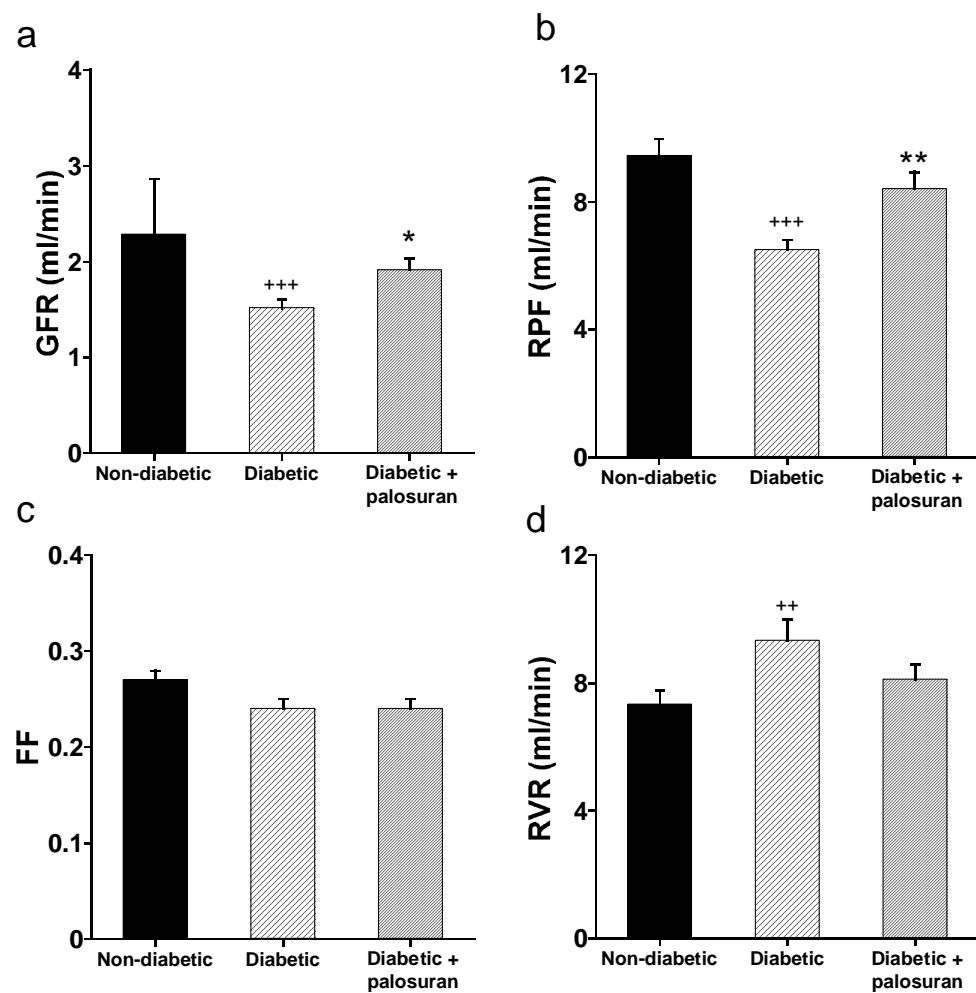 a
GFR (ml/min)
4
3
2
1
0
+++
*
Non-diabetic
Diabetic
Diabetic +
palosuran
b
RPF (ml/min)
12
8
4
0
+++
**
Non-diabetic
Diabetic
Diabetic +
palosuran
c
FF
0.4
0.3
0.2
0.1
0
Non-diabetic
Diabetic
Diabetic +
palosuran
d
RVR (ml/min)
12
8
4
0
++
Non-diabetic
Diabetic
Diabetic +
palosuran